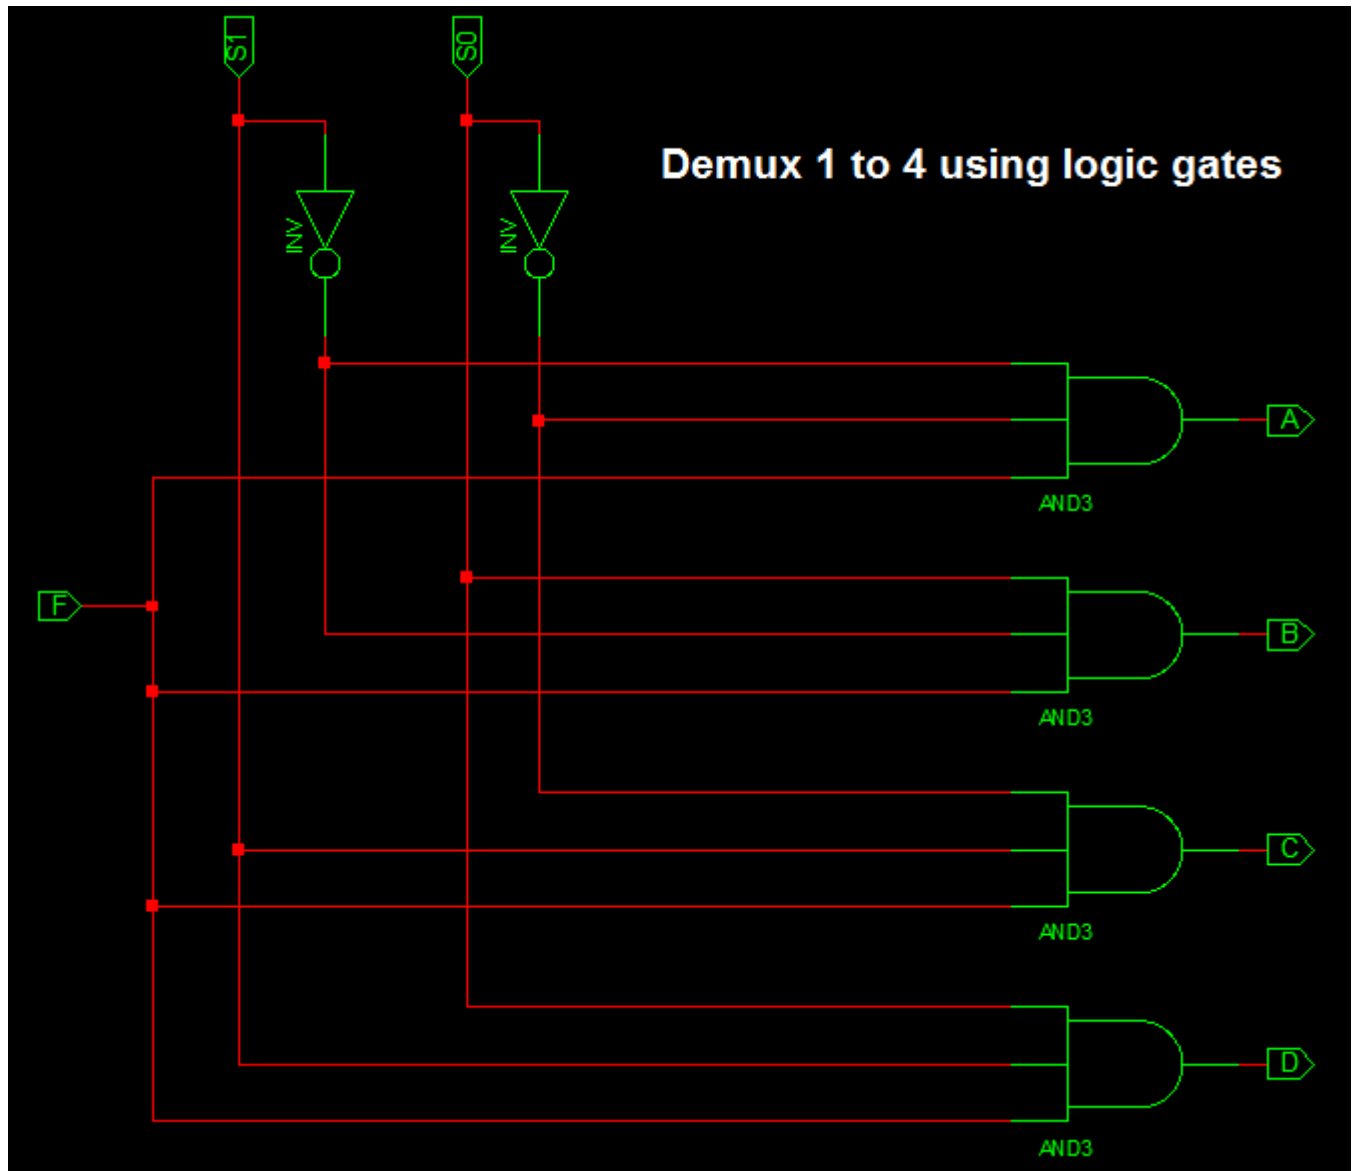 S1
S0
Demux 1 to 4 using logic gates
INV
INV
A
AND3
F
B
AND3
C
AND3
D
AND3